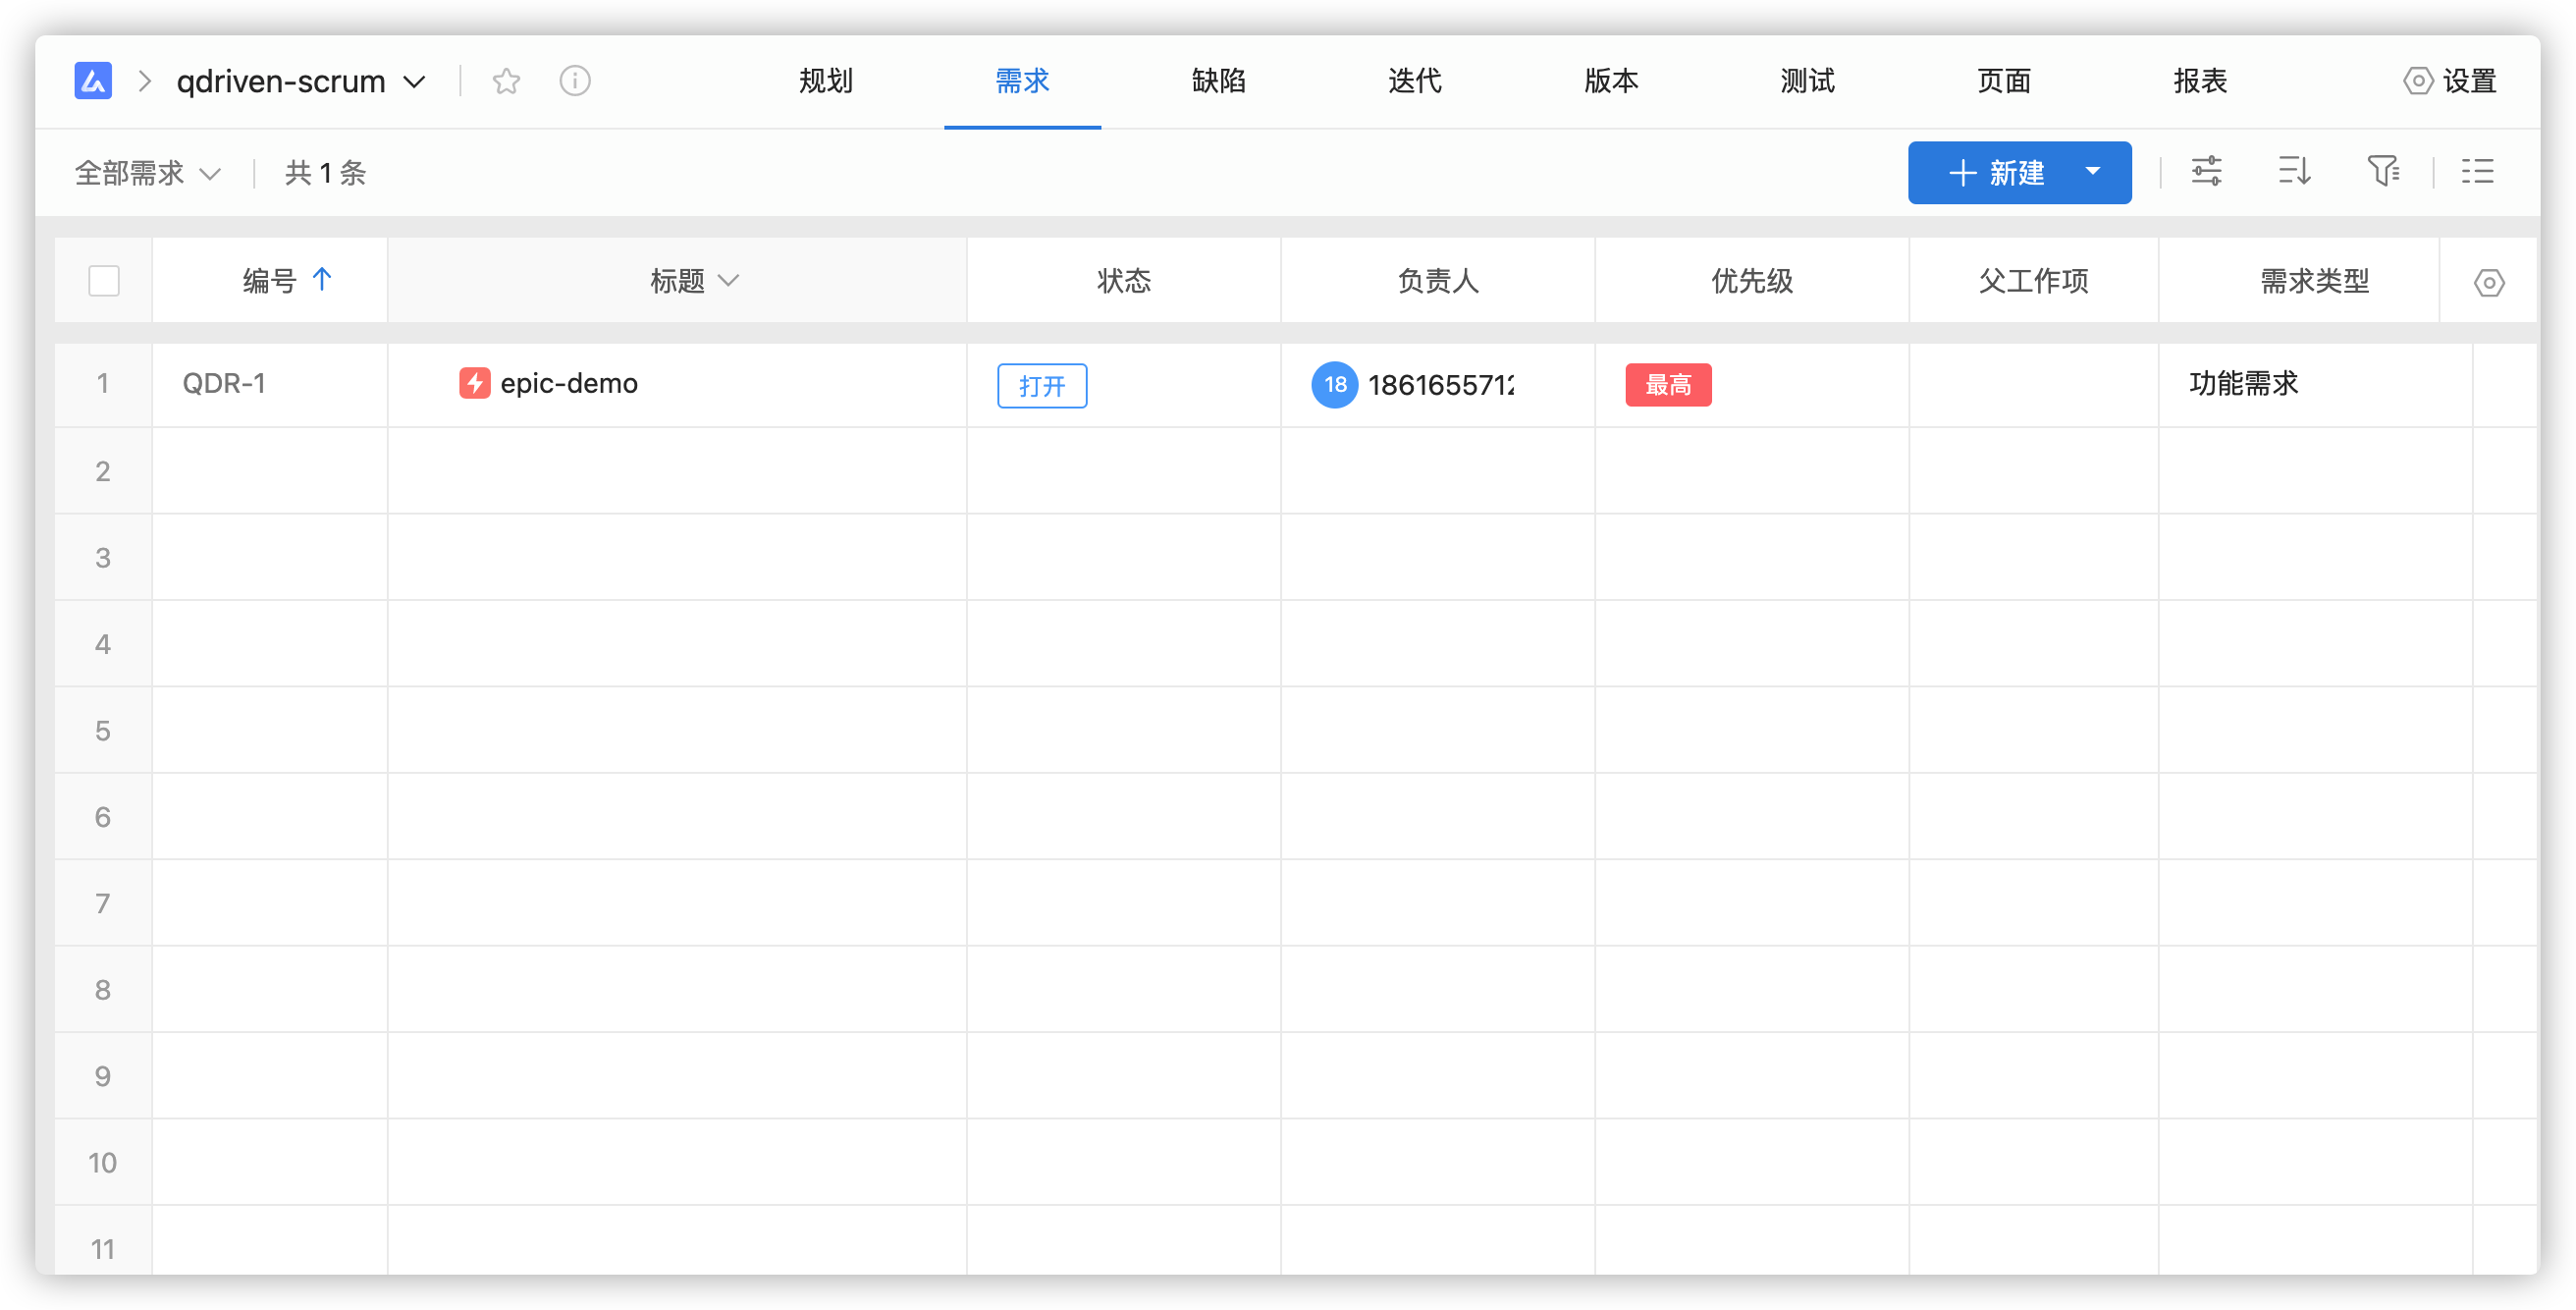 qdriven-scrum 规划 需求 缺陷 迭代 版本 测试 页面 报表 设置
全部需求 共 1 条 新建
编号 标题 状态 负责人 优先级 父工作项 需求类型
1 QDR-1 epic-demo 打开 18 186165571 最高 功能需求
2
3
4
5
6
7
8
9
10
11